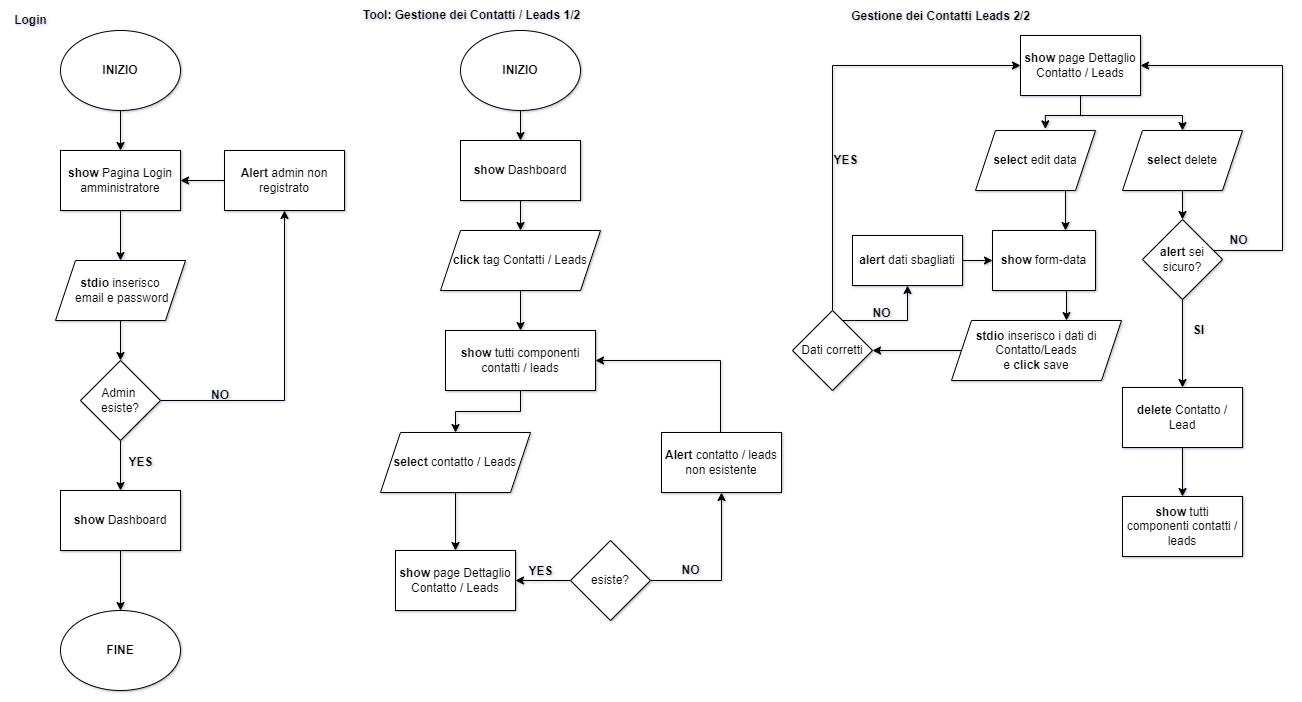 Login
INIZIO
show Pagina Login
amministratore
Alert admin non
registrato
stdio inserisco
email e password
Admin
esiste?
NO
YES
show Dashboard
FINE
Tool: Gestione dei Contatti / Leads 1/2
INIZIO
show Dashboard
click tag Contatti / Leads
show tutti componenti
contatti / leads
select contatto / Leads
Alert contatto / leads
non esistente
show page Dettaglio
Contatto / Leads
YES
esiste?
NO
Gestione dei Contatti Leads 2/2
show page Dettaglio
Contatto / Leads
YES
select edit data
select delete
alert dati sbagliati
show form-data
alert sei
sicuro?
NO
NO
Dati corretti
stdio inserisco i dati di
Contatto/Leads
e click save
SI
delete Contatto /
Lead
show tutti
componenti contatti /
leads